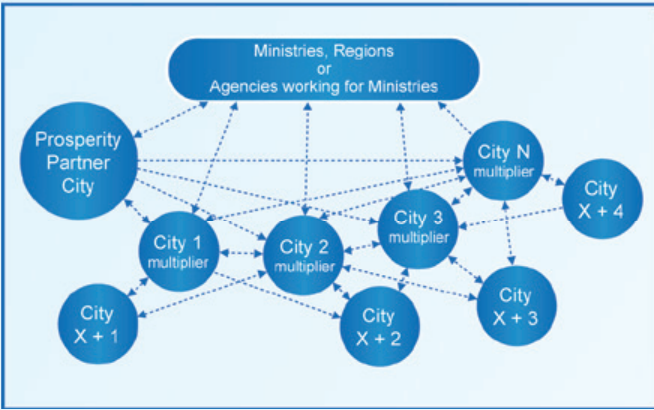 Ministries, Regions
or
Agencies working for Ministries
Prosperity
Partner
City
City N
multiplier
City
X + 4
City 3
multiplier
City 1
multiplier
City 2
multiplier
City
X + 3
City
X + 1
City
X + 2